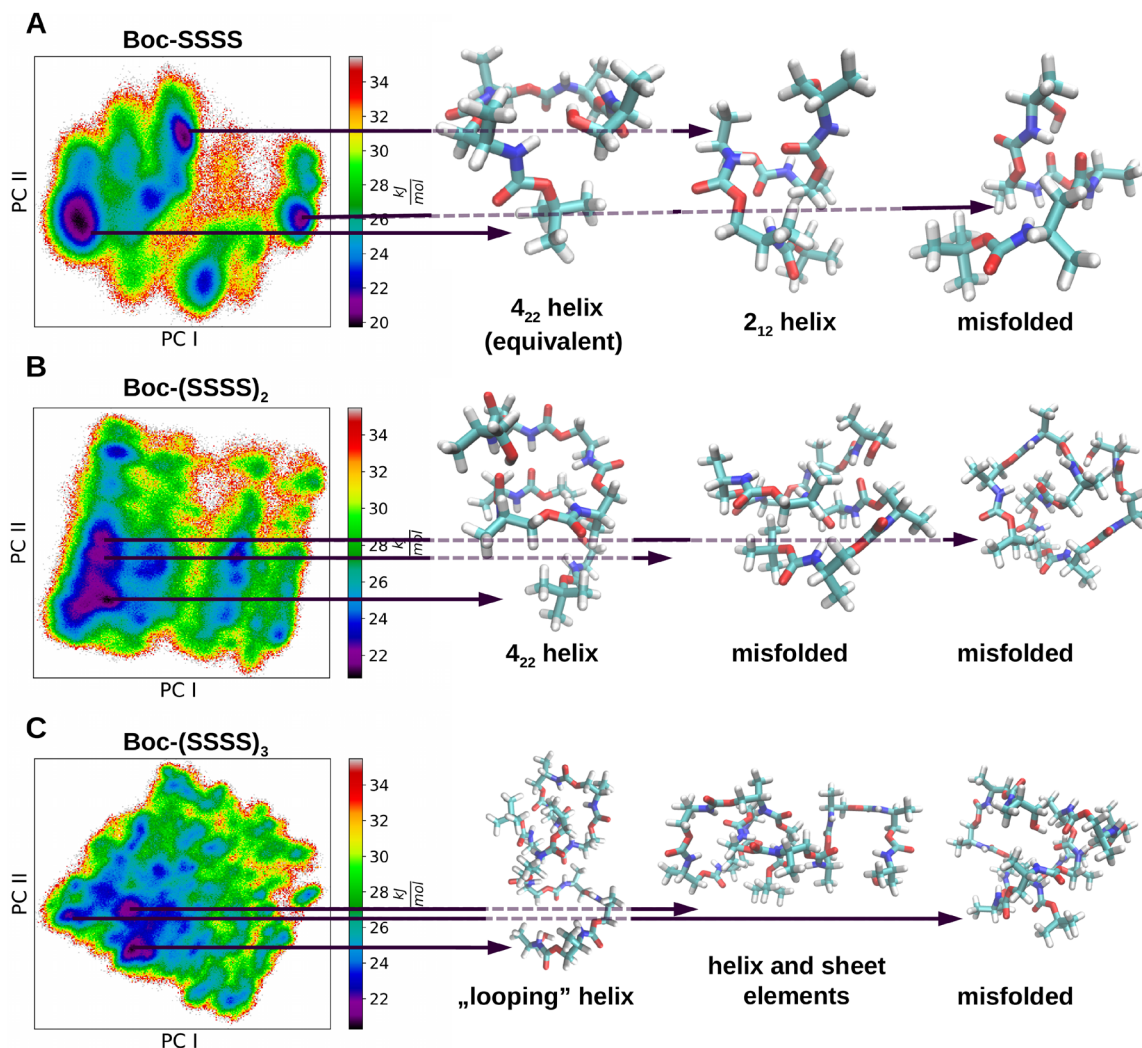 A
Boc-SSSS
34
32
30
28
26
24
22
20
kJ
mol
PC II
PC I
4₂₂ helix
(equivalent)
2₁₂ helix
misfolded
B
Boc-(SSSS)₂
34
32
30
28
26
24
22
kJ
mol
PC II
PC I
4₂₂ helix
misfolded
misfolded
C
Boc-(SSSS)₃
34
32
30
28
26
24
22
kJ
mol
PC II
PC I
„looping” helix
helix and sheet
elements
misfolded